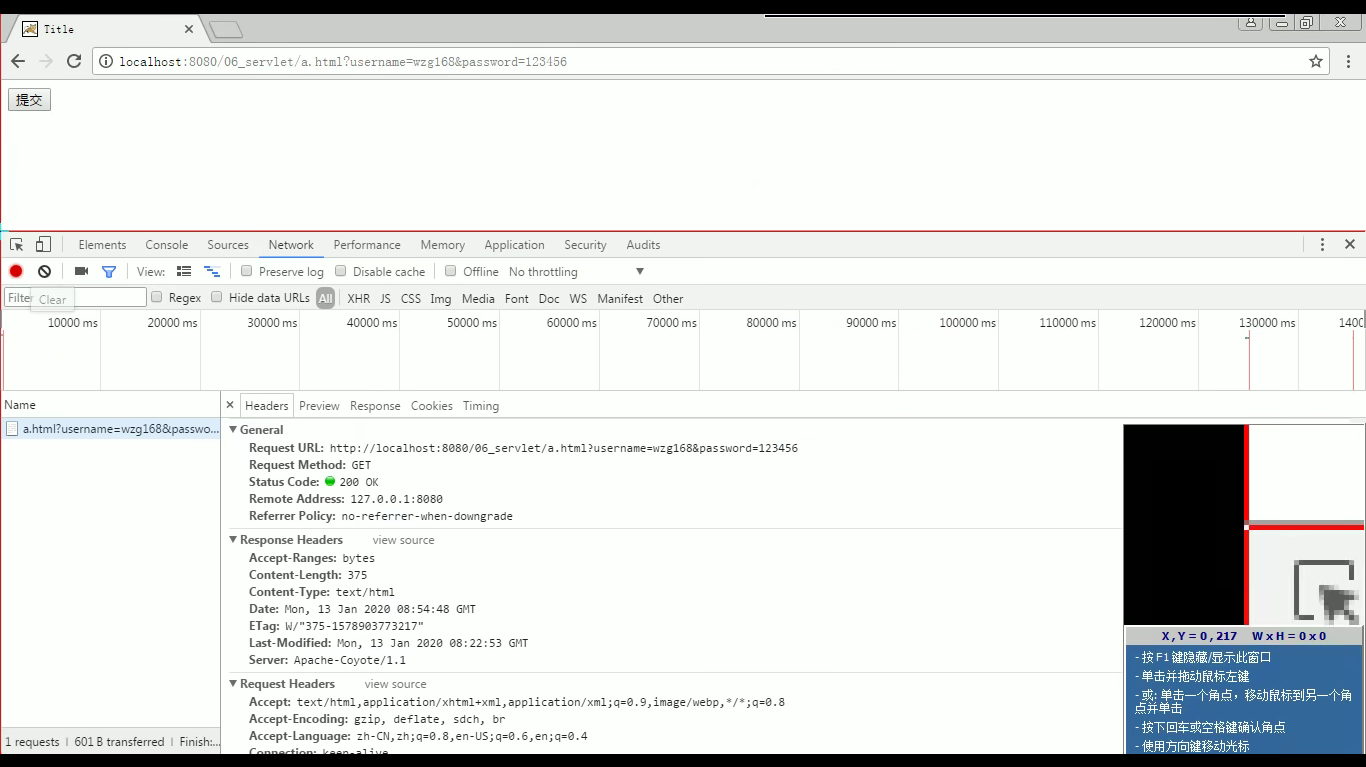 Title
localhost:8080/06_servlet/a.html?username=wzg168&password=123456
提交
Elements Console Sources Network Performance Memory Application Security Audits
View: Preserve log Disable cache Offline No throttling
Filter Clear Regex Hide data URLs All XHR JS CSS Img Media Font Doc WS Manifest Other
10000 ms 20000 ms 30000 ms 40000 ms 50000 ms 60000 ms 70000 ms 80000 ms 90000 ms 100000 ms 110000 ms 120000 ms 130000 ms 1400
Name
Headers Preview Response Cookies Timing
a.html?username=wzg168&passwo...
General
Request URL: http://localhost:8080/06_servlet/a.html?username=wzg168&password=123456
Request Method: GET
Status Code: 200 OK
Remote Address: 127.0.0.1:8080
Referrer Policy: no-referrer-when-downgrade
Response Headers view source
Accept-Ranges: bytes
Content-Length: 375
Content-Type: text/html
Date: Mon, 13 Jan 2020 08:54:48 GMT
ETag: W/"375-1578903773217"
Last-Modified: Mon, 13 Jan 2020 08:22:53 GMT
Server: Apache-Coyote/1.1
Request Headers view source
Accept: text/html,application/xhtml+xml,application/xml;q=0.9,image/webp,*/*;q=0.8
Accept-Encoding: gzip, deflate, sdch, br
Accept-Language: zh-CN,zh;q=0.8,en-US;q=0.6,en;q=0.4
Connection: keep-alive
1 requests | 601 B transferred | Finish:...
X,Y = 0,217 W x H = 0 x 0
- 按 F1 键隐藏/显示此窗口
- 单击并拖动鼠标左键
- 或: 单击一个角点，移动鼠标到另一个角
点并单击
- 按下回车或空格键确认角点
- 使用方向键移动光标